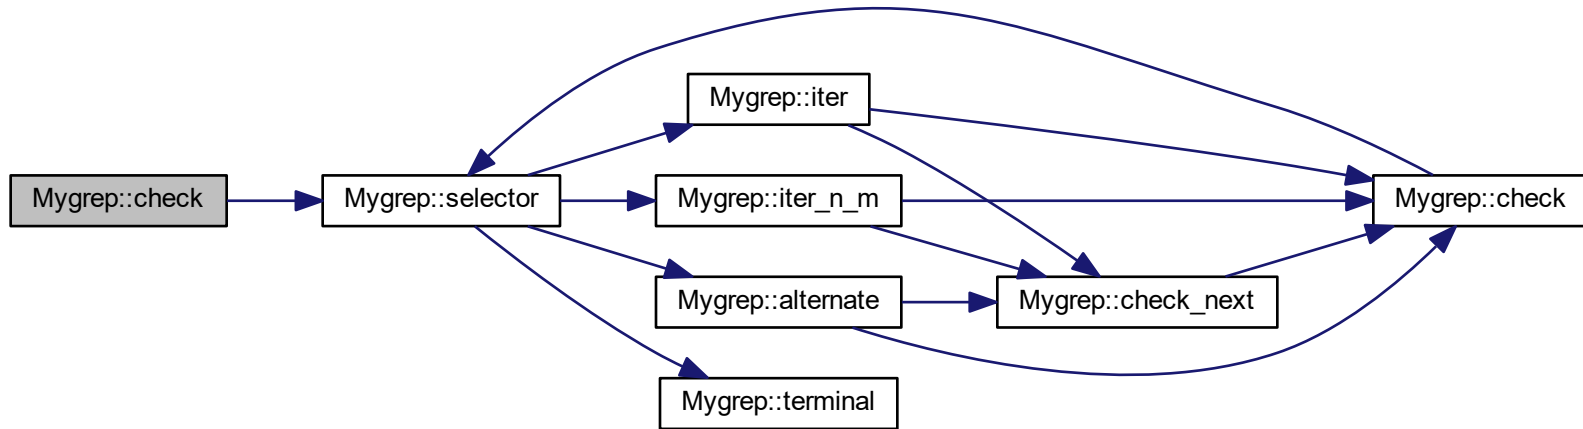 Mygrep::check
Mygrep::selector
Mygrep::iter
Mygrep::iter_n_m
Mygrep::alternate
Mygrep::terminal
Mygrep::check_next
Mygrep::check